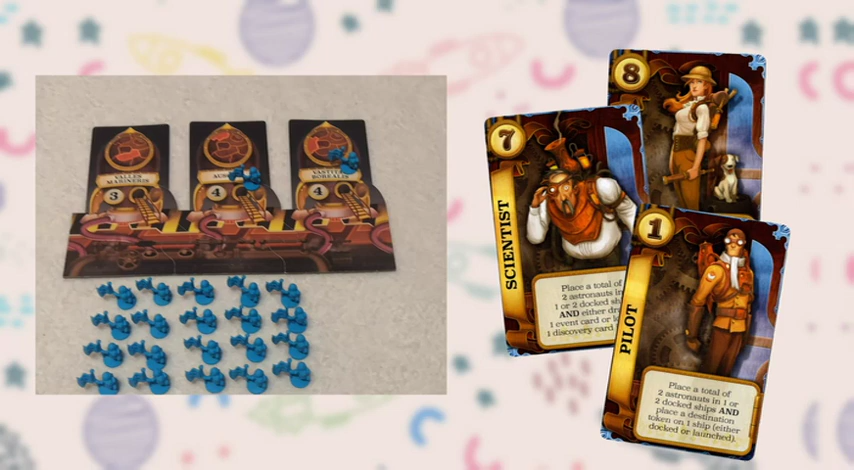 VALLES
MARINERIS
3
4
VASTITAS
BOREALIS
4
8
7
SCIENTIST
Place a total of
2 astronauts in
1 or 2 docked
AND either
1 event card or
1 discovery card
1
PILOT
Place a total of
2 astronauts in 1 or
2 docked ships AND
place a destination
token on 1 ship (either
docked or launched).